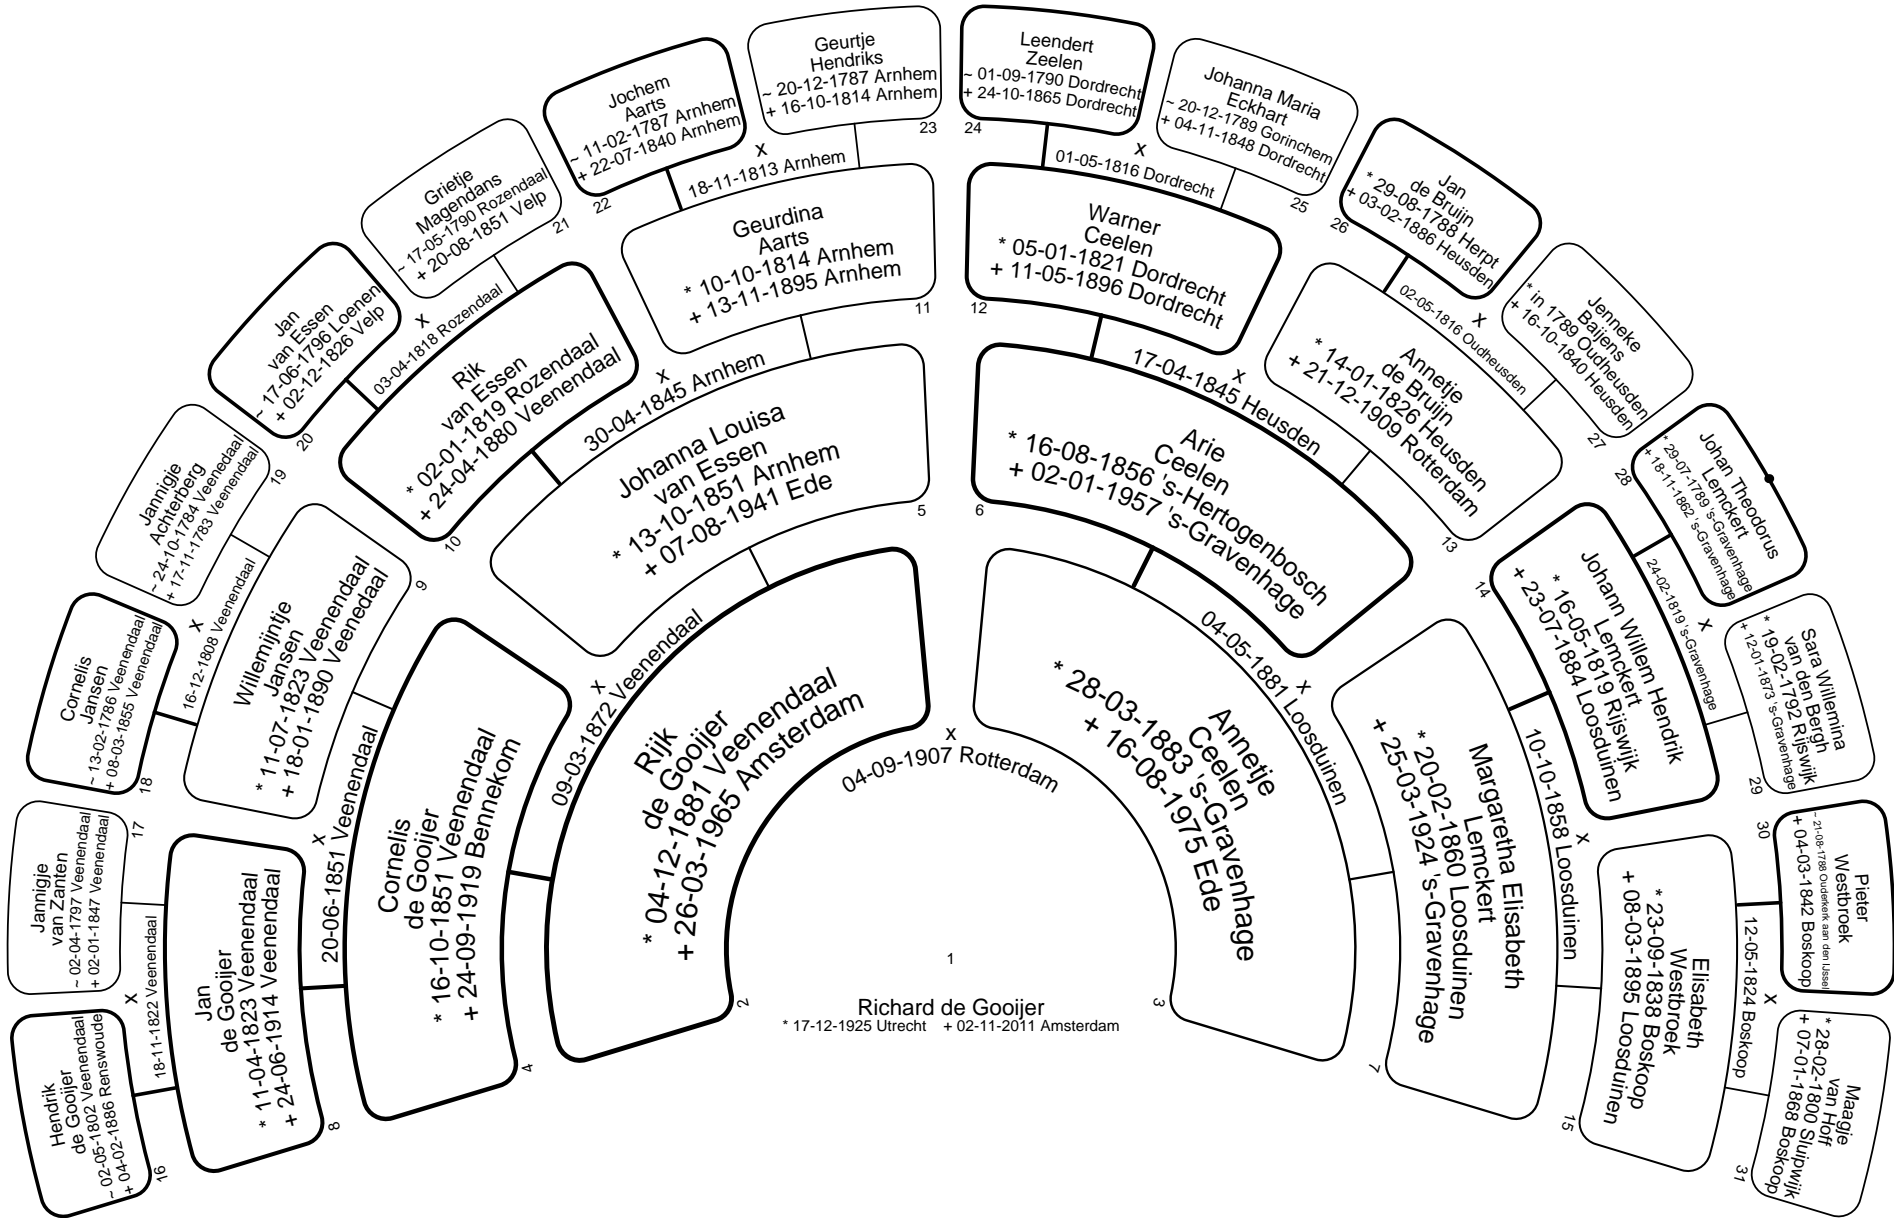 1
Richard de Gooijer
* 17-12-1925 Utrecht + 02-11-2011 Amsterdam
2
Rijk
de Gooijer
* 04-12-1881 Veenendaal
+ 26-03-1965 Amsterdam
x
04-09-1907 Rotterdam
3
Annetje
Ceelen
* 28-03-1883 's-Gravenhage
+ 16-08-1975 Ede
4
Cornelis
de Gooijer
* 16-10-1851 Veenendaal
+ 24-09-1919 Bennekom
x
09-03-1872 Veenendaal
5
Johanna Louisa
van Essen
* 13-10-1851 Arnhem
+ 07-08-1941 Ede
6
Arie
Ceelen
* 16-08-1856 's-Hertogenbosch
+ 02-01-1957 's-Gravenhage
x
04-05-1881 Loosduinen
7
Margaretha Elisabeth
Lemckert
* 20-02-1860 Loosduinen
+ 25-03-1924 's-Gravenhage
8
Jan
de Gooijer
* 11-04-1823 Veenendaal
+ 24-06-1914 Veenendaal
x
20-06-1851 Veenendaal
9
Willemijntje
Jansen
* 11-07-1823 Veenendaal
+ 18-01-1890 Veenedaal
10
Rik
van Essen
* 02-01-1819 Rozendaal
+ 24-04-1880 Veenendaal
x
30-04-1845 Arnhem
11
Geurdina
Aarts
* 10-10-1814 Arnhem
+ 13-11-1895 Arnhem
12
Warner
Ceelen
* 05-01-1821 Dordrecht
+ 11-05-1896 Dordrecht
x
17-04-1845 Heusden
13
Annetje
de Bruijn
* 14-01-1826 Heusden
+ 21-12-1909 Rotterdam
14
Johann Willem Hendrik
Lemckert
* 16-05-1819 Rijswijk
+ 23-07-1884 Loosduinen
x
10-10-1858 Loosduinen
15
Elisabeth
Westbroek
* 23-09-1838 Boskoop
+ 08-03-1895 Loosduinen
16
Hendrik
de Gooijer
~ 02-05-1802 Veenendaal
+ 04-02-1886 Renswoude
x
18-11-1822 Veenendaal
17
Jannigje
van Zanten
~ 02-04-1797 Veenendaal
+ 02-01-1847 Veenendaal
18
Cornelis
Jansen
~ 13-02-1786 Veenendaal
+ 08-03-1855 Veenendaal
x
16-12-1808 Veenendaal
19
Jannigje
Achterberg
~ 24-10-1784 Veenedaal
+ 17-11-1783 Veenendaal
20
Jan
van Essen
~ 17-06-1796 Loenen
+ 02-12-1826 Velp
x
03-04-1818 Rozendaal
21
Grietje
Magendans
~ 17-05-1790 Rozendaal
+ 20-08-1851 Velp
22
Jochem
Aarts
~ 11-02-1787 Arnhem
+ 22-07-1840 Arnhem
x
18-11-1813 Arnhem
23
Geurtje
Hendriks
~ 20-12-1787 Arnhem
+ 16-10-1814 Arnhem
24
Leendert
Zeelen
~ 01-09-1790 Dordrecht
+ 24-10-1865 Dordrecht
x
01-05-1816 Dordrecht
25
Johanna Maria
Eckhart
~ 20-12-1789 Gorinchem
+ 04-11-1848 Dordrecht
26
Jan
de Bruijn
* 29-08-1788 Herpt
+ 03-02-1886 Heusden
x
02-05-1816 Oudheusden
27
Jenneke
Baijens
* in 1789 Oudheusden
+ 16-10-1840 Heusden
28
Johan Theodorus
Lemckert
* 29-07-1789 's-Gravenhage
+ 18-11-1862 's-Gravenhage
x
24-02-1819 's-Gravenhage
29
Sara Willemina
van den Bergh
* 19-02-1792 Rijswijk
+ 12-01-1873 's-Gravenhage
30
Pieter
Westbroek
~ 21-08-1788 Ouderkerk aan den IJssel
+ 04-03-1842 Boskoop
x
12-05-1824 Boskoop
31
Maagje
van Hoff
* 28-02-1800 Sluipwijk
+ 07-01-1868 Boskoop